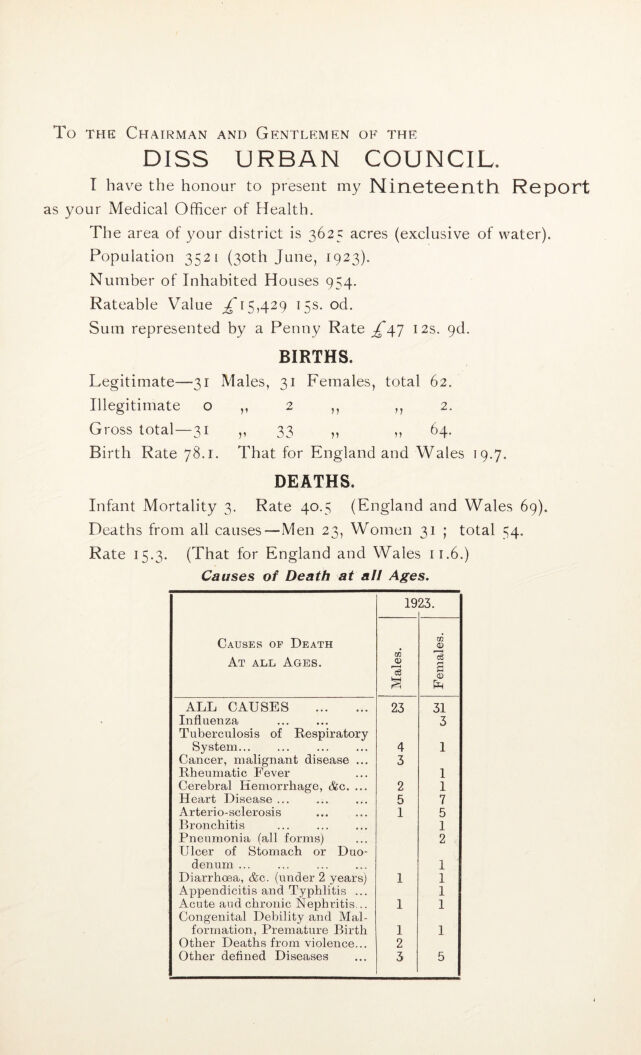 To the Chairman and Gentlemen of the
DISS URBAN COUNCIL.
I have the honour to present my Nineteenth Report
as your Medical Officer of Health.
The area of your district is 3625 acres (exclusive of water).
Population 3521 (30th June, 1923).
Number of Inhabited Houses 954.
Rateable Value £15,429 15s. od.
Sum represented by a Penny Rate £47 12s. 9d.
BIRTHS.
Legitimate—31 Males, 31 Females, total 62.
Illegitimate 0 „ 2 „ „ 2.
Gross total—31 „ 33 „ „ 64.
Birth Rate 78.1. That for England and Wales 19.7.
DEATHS.
Infant Mortality 3. Rate 40.5 (England and Wales 69).
Deaths from all causes—Men 23, Women 31 ; total 54.
Rate 15.3. (That for England and Wales 11.6.)
Causes of Death at all Ages.
1923.
Causes of Death
At all Ages.
Males.
Females.
ALL CAUSES ... ... 23 31
Influenza ... ... 3
Tuberculosis of Respiratory
System... ... ... ... 4 1
Cancer, malignant disease ... 3
Rheumatic Fever ... 1
Cerebral Hemorrhage, &c. ... 2 1
Heart Disease ... ... ... 5 7
Arterio-sclerosis ... ... 1 5
Bronchitis ... ... ... 1
Pneumonia (all forms) ... 2
Ulcer of Stomach or Duo-
denum ... ... ... ... 1
Diarrhœa, &c. (under 2 years) 1 1
Appendicitis and Typhlitis ... 1
Acute aud chronic Nephritis... 1 1
Congenital Debility and Mal-
formation, Premature Birth 1 1
Other Deaths from violence... 2
Other defined Diseases ... 3 5